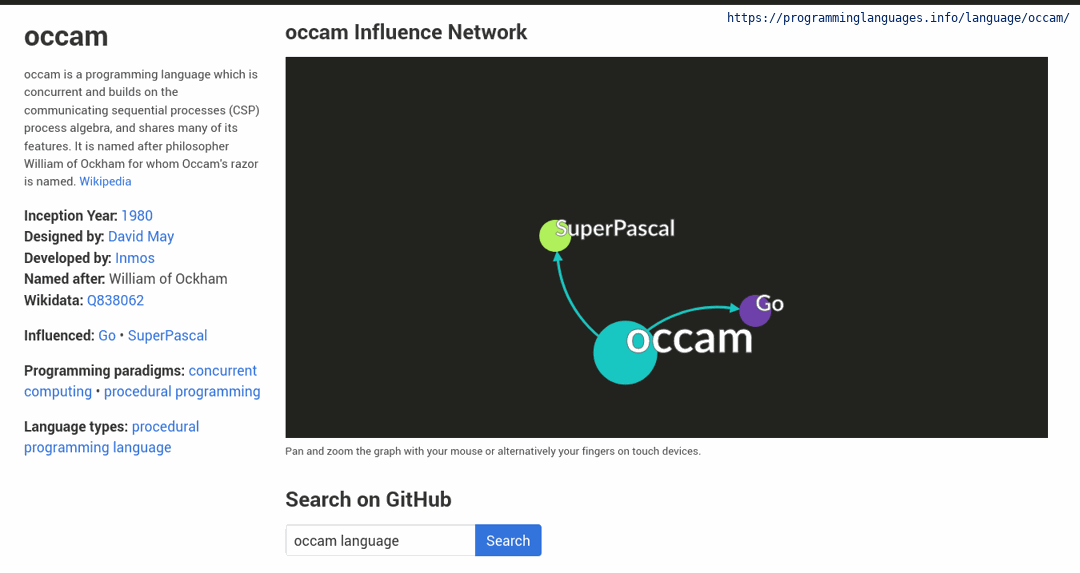 https://programminglanguages.info/language/occam/
occam
occam is a programming language which is
concurrent and builds on the
communicating sequential processes (CSP)
process algebra, and shares many of its
features. It is named after philosopher
William of Ockham for whom Occam's razor
is named. Wikipedia
Inception Year: 1980
Designed by: David May
Developed by: Inmos
Named after: William of Ockham
Wikidata: Q838062
Influenced: Go • SuperPascal
Programming paradigms: concurrent
computing • procedural programming
Language types: procedural
programming language
occam Influence Network
SuperPascal
Go
occam
Pan and zoom the graph with your mouse or alternatively your fingers on touch devices.
Search on GitHub
occam language
Search